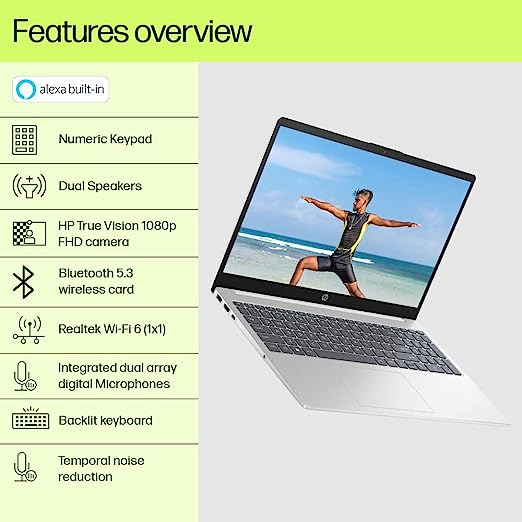 Features overview
alexa built-in
Numeric Keypad
Dual Speakers
HP True Vision 1080p
FHD camera
Bluetooth 5.3
wireless card
Realtek Wi-Fi 6 (1x1)
Integrated dual array
digital Microphones
Backlit keyboard
Temporal noise
reduction
hp